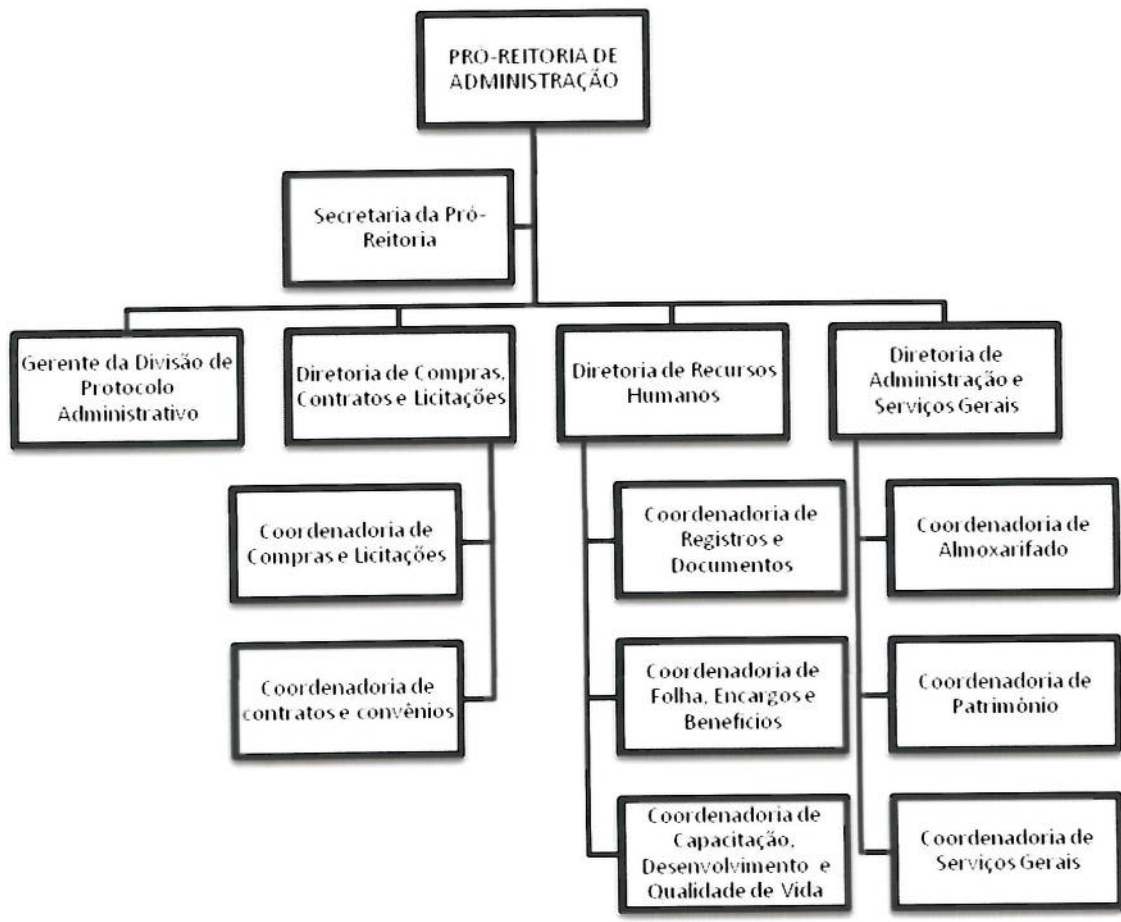 PRÓ-REITORIA DE
ADMINISTRAÇÃO
Secretaria da Pró-
Reitoria
Gerente da Divisão de
Protocolo
Administrativo
Diretoria de Compras,
Contratos e Licitações
Diretoria de Recursos
Humanos
Diretoria de
Administração e
Serviços Gerais
Coordenadoria de
Compras e Licitações
Coordenadoria de
contratos e convênios
Coordenadoria de
Registros e
Documentos
Coordenadoria de
Folha, Encargos e
Benefícios
Coordenadoria de
Capacitação,
Desenvolvimento e
Qualidade de Vida
Coordenadoria de
Almoxarifado
Coordenadoria de
Patrimônio
Coordenadoria de
Serviços Gerais